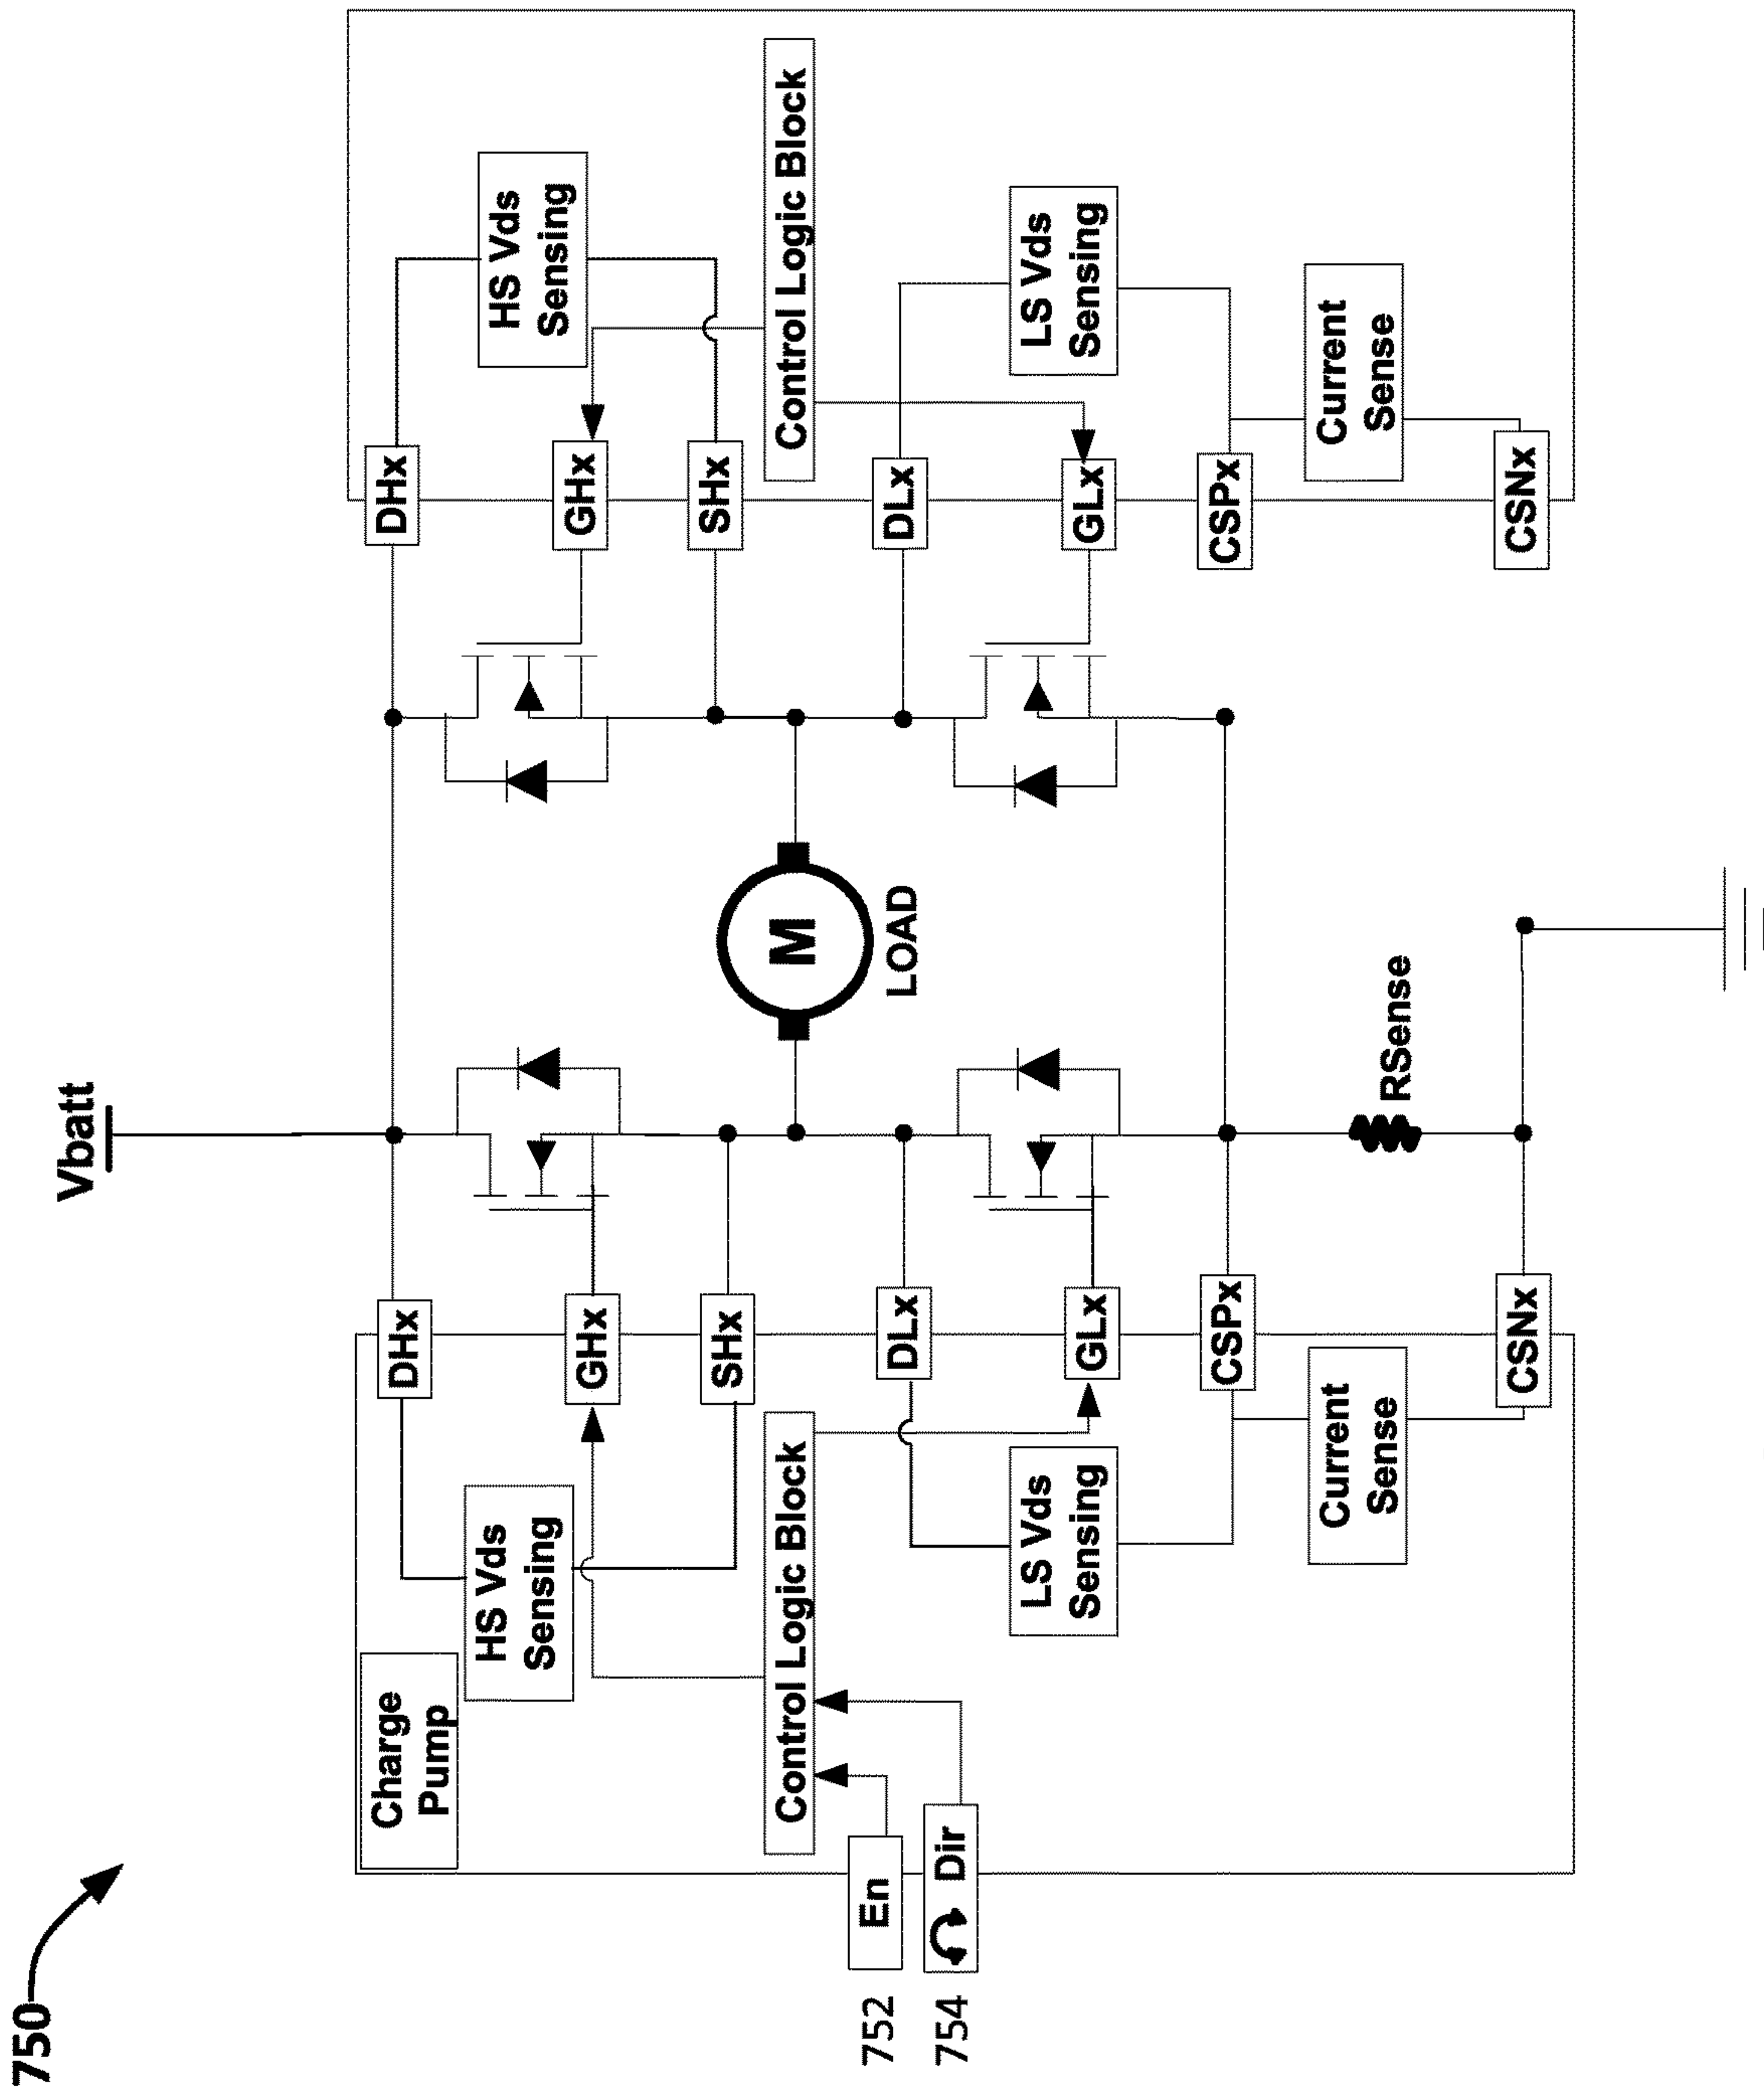 750
Vbatt
Charge
Pump
DHx
DHx
HS Vds
Sensing
HS Vds
Sensing
GHx
GHx
SHx
SHx
Control Logic Block
M
Control Logic Block
752
En
DLx
LOAD
DLx
754
Dir
LS Vds
Sensing
LS Vds
Sensing
GLx
GLx
CSPx
CSPx
Current
Sense
RSense
Current
Sense
CSNx
CSNx